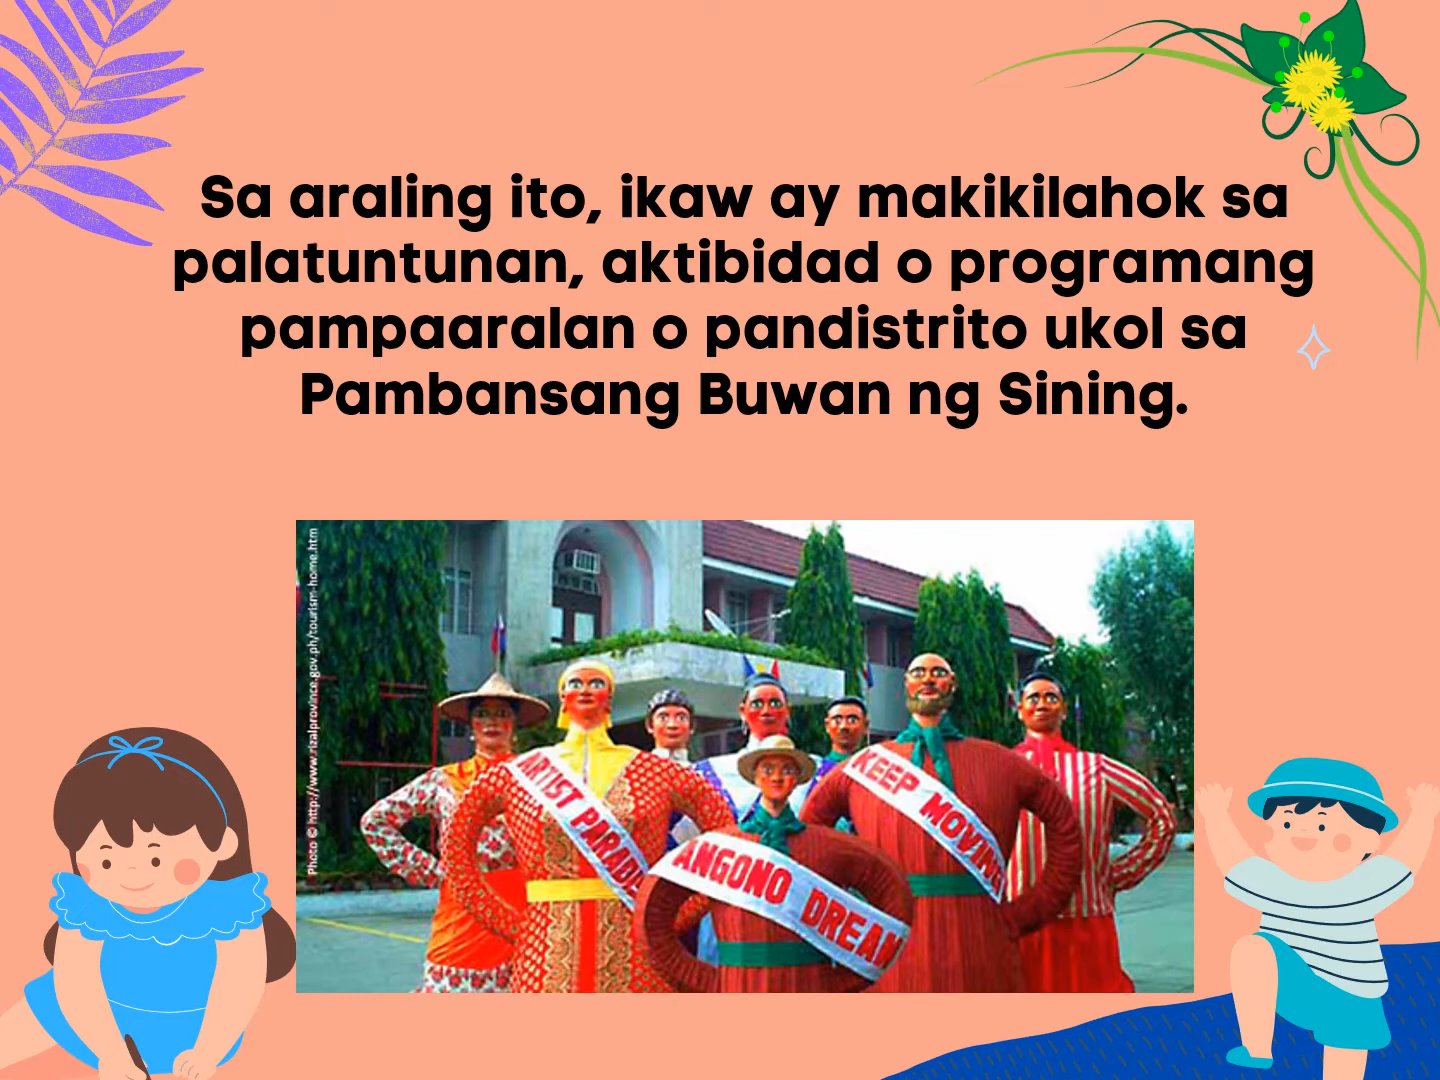 Sa araling ito, ikaw ay makikilahok sa
palatuntunan, aktibidad o programang
pampaaralan o pandistrito ukol sa
Pambansang Buwan ng Sining.
Photo © http://www.rizalprovince.gov.ph/tourism-home.htm
ARTIST PARADE
ANGONO DREAM
KEEP MOVING